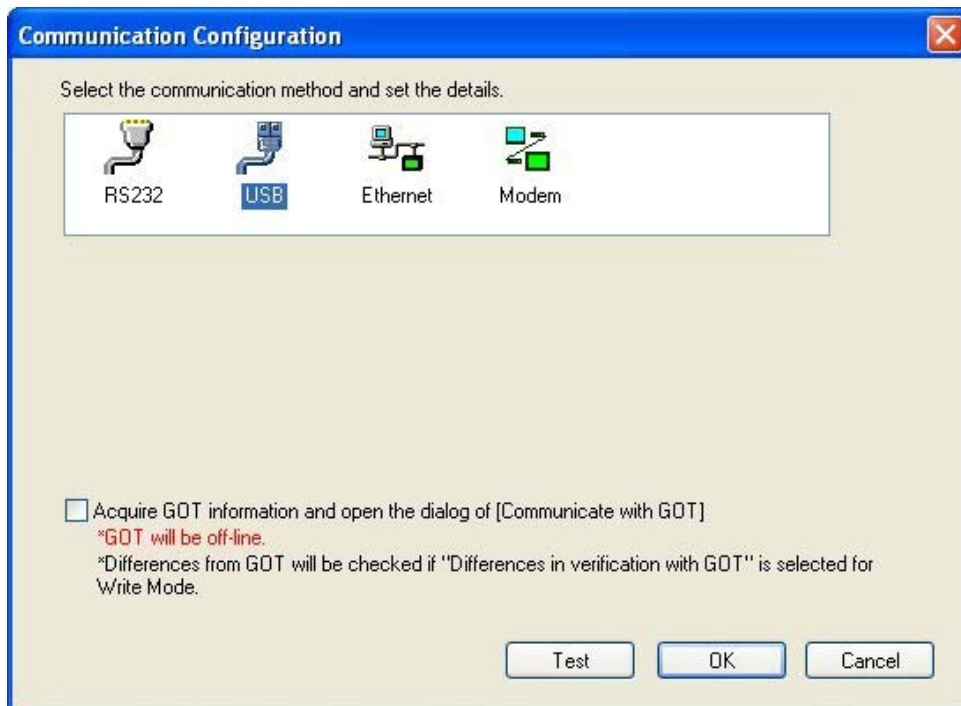 Communication Configuration
Select the communication method and set the details.
RS232 USB Ethernet Modem
Acquire GOT information and open the dialog of [Communicate with GOT]
*GOT will be off-line.
*Differences from GOT will be checked if "Differences in verification with GOT" is selected for
Write Mode.
Test OK Cancel